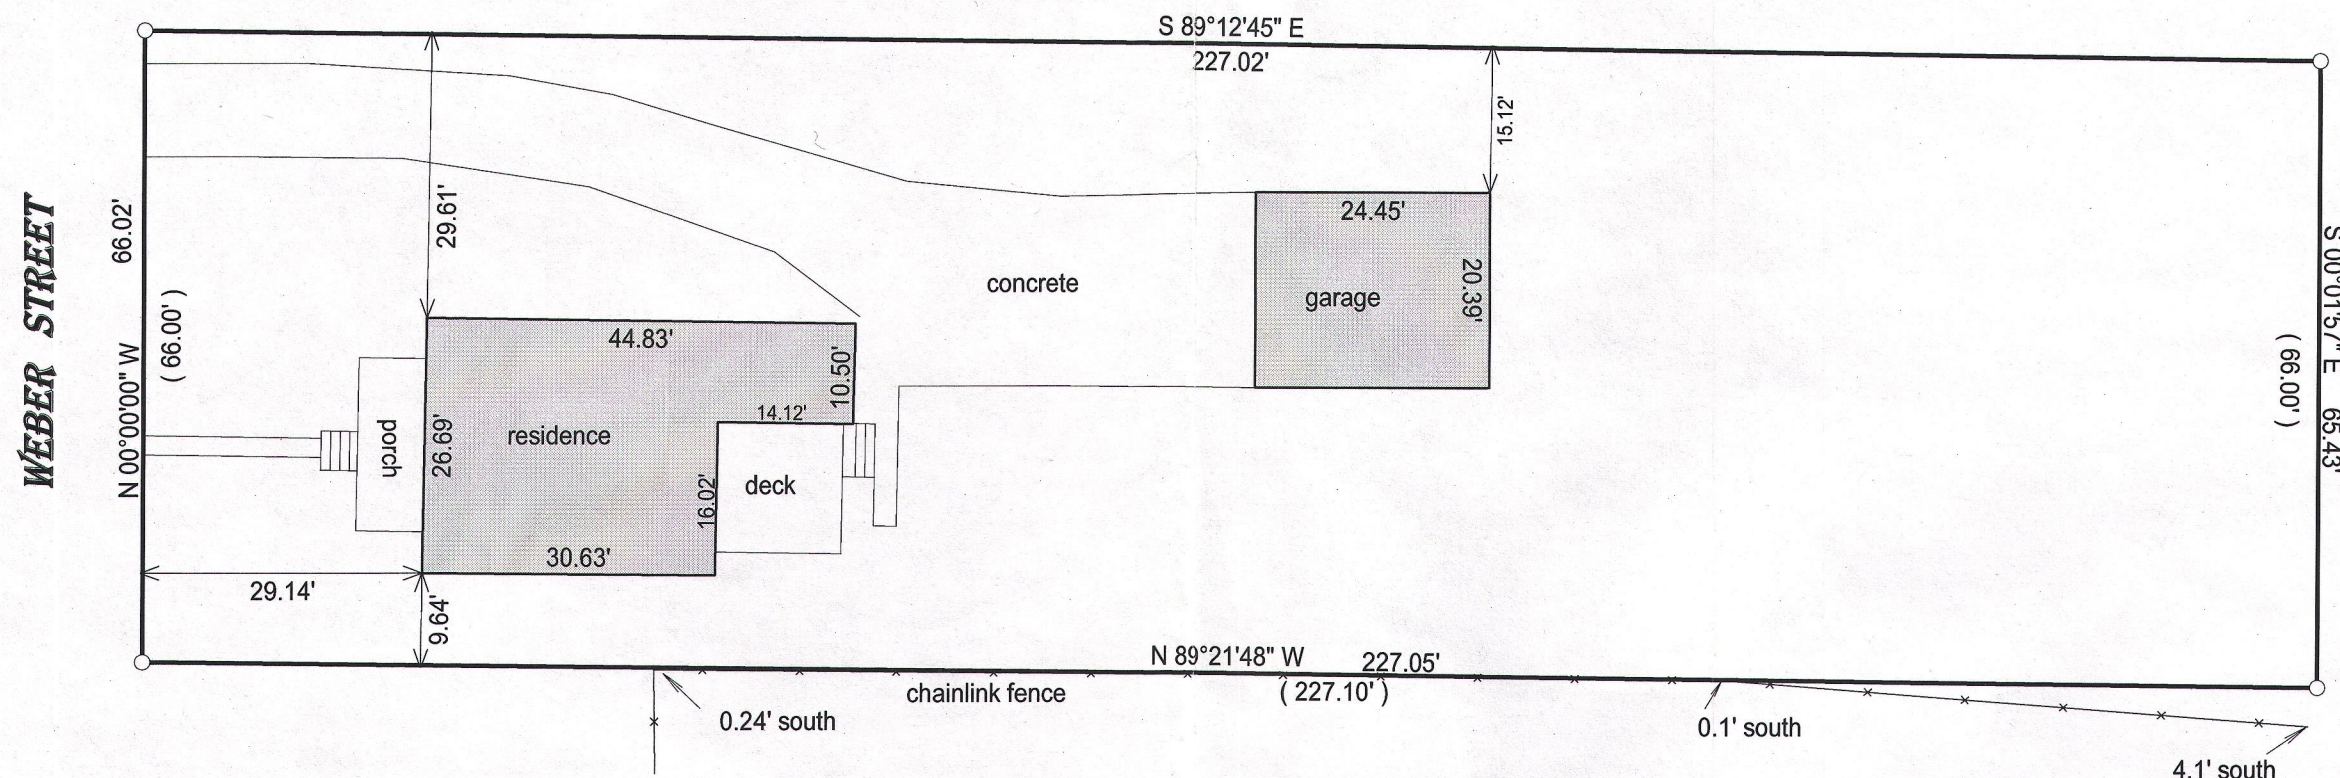 S 89°12'45" E
227.02'
15.12'
WEBER STREET
66.02'
( 66.00' )
N 00°00'00" W
29.61'
44.83'
10.50'
14.12'
residence
26.69'
porch
deck
16.02'
30.63'
29.14'
9.64'
concrete
24.45'
garage
20.39'
S 00°01'57" E 65.43'
( 66.00' )
N 89°21'48" W 227.05'
( 227.10' )
chainlink fence
0.24' south
0.1' south
4.1' south